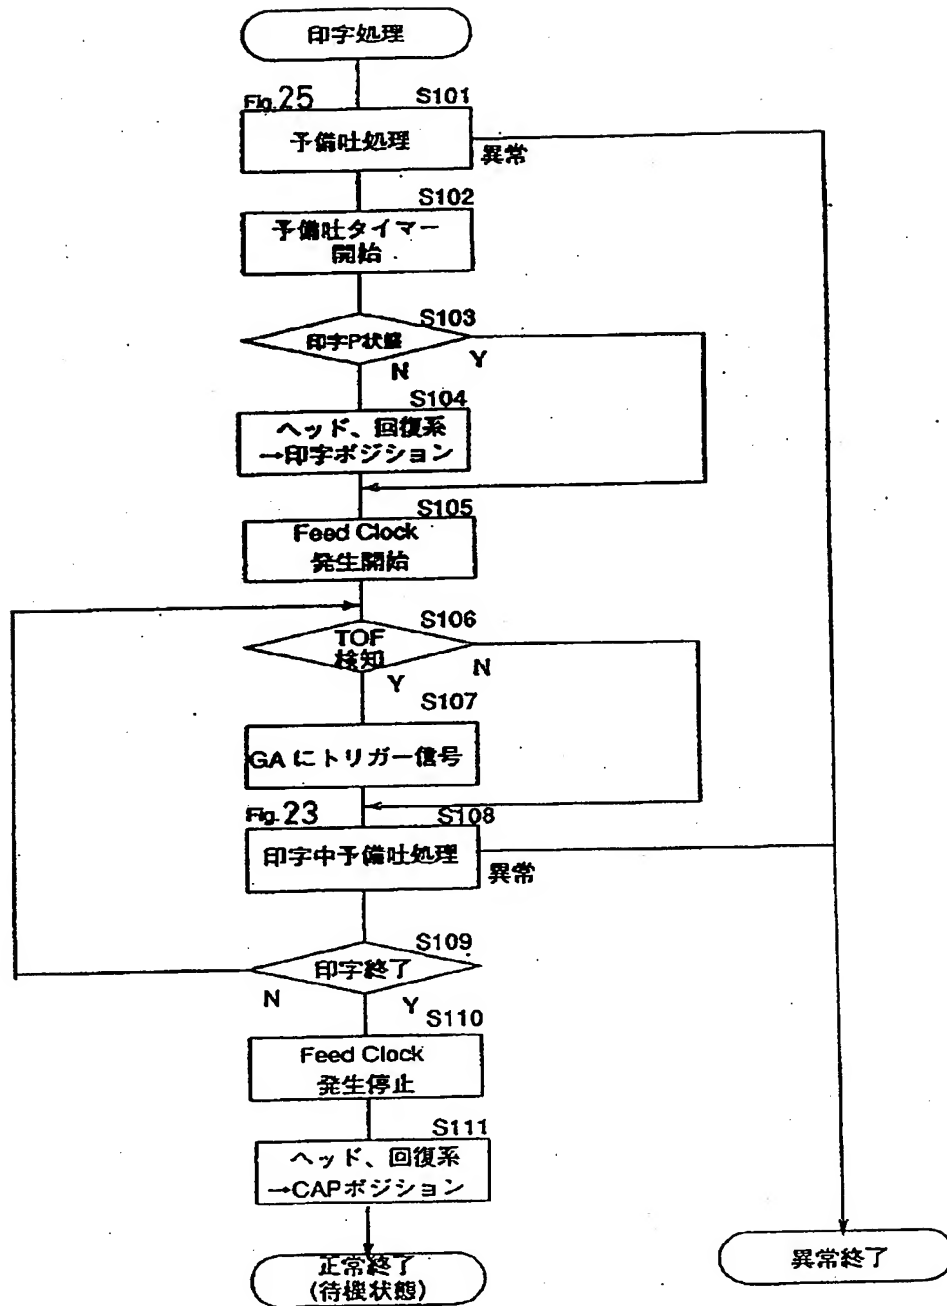 印字処理
Fig.25
S101
予備吐処理
異常
S102
予備吐タイマー
開始
S103
印字P状態
N
Y
S104
ヘッド、回復系
→印字ポジション
S105
Feed Clock
発生開始
S106
TOF
検知
N
Y
S107
GAにトリガー信号
Fig.23
S108
印字中予備吐処理
異常
S109
印字終了
N
Y
S110
Feed Clock
発生停止
S111
ヘッド、回復系
→CAPポジション
正常終了
(待機状態)
異常終了